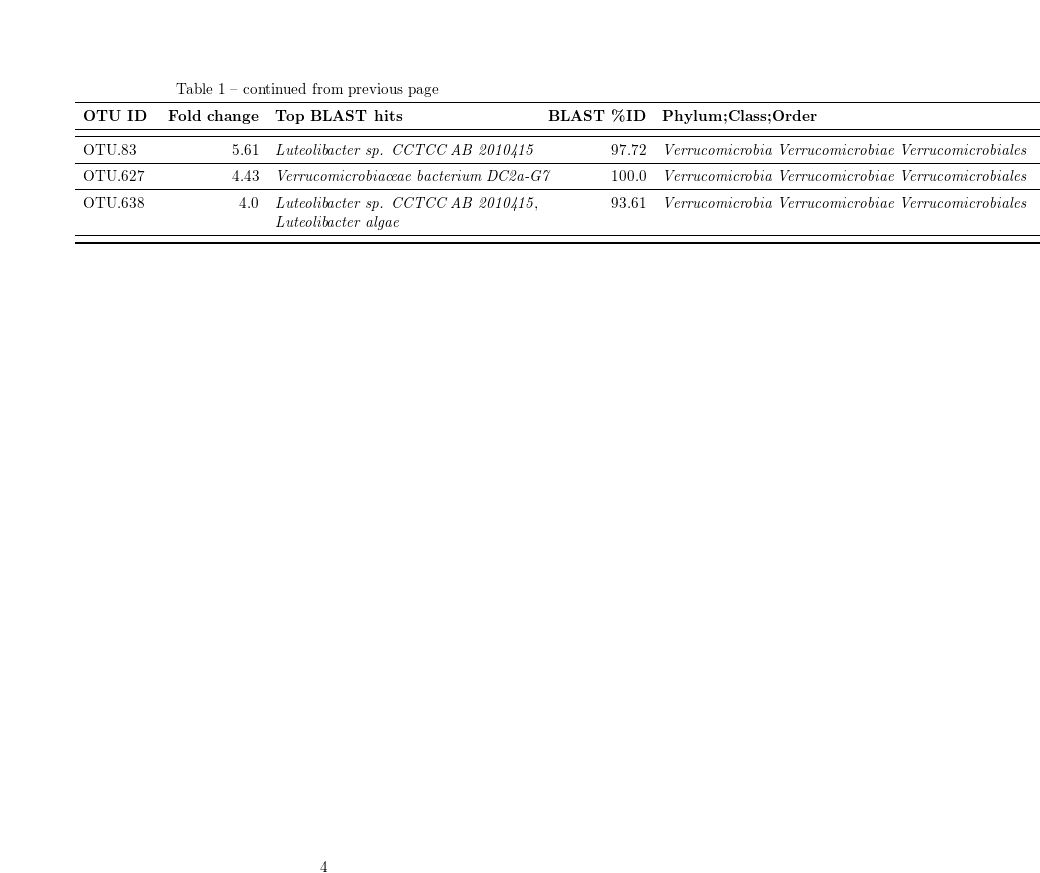 Table 1 – continued from previous page
OTU ID Fold change Top BLAST hits BLAST %ID Phylum;Class;Order
OTU.83 5.61 Luteolibacter sp. CCTCC AB 2010415 97.72 Verrucomicrobia Verrucomicrobiae Verrucomicrobiales
OTU.627 4.43 Verrucomicrobiaceae bacterium DC2a-G7 100.0 Verrucomicrobia Verrucomicrobiae Verrucomicrobiales
OTU.638 4.0 Luteolibacter sp. CCTCC AB 2010415, 93.61 Verrucomicrobia Verrucomicrobiae Verrucomicrobiales
Luteolibacter algae
4